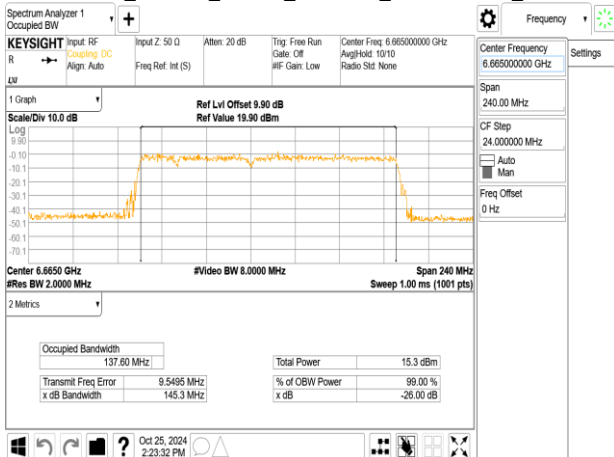 Spectrum Analyzer 1
Occupied BW
Frequency
KEYSIGHT
R
LXI
Input: RF
Coupling: DC
Align: Auto
Input Z: 50 Ω
Freq Ref: Int (S)
Atten: 20 dB
Trig: Free Run
Gate: Off
#IF Gain: Low
Center Freq: 6.665000000 GHz
Avg|Hold: 10/10
Radio Std: None
Center Frequency
6.665000000 GHz
Settings
Span
240.00 MHz
CF Step
24.000000 MHz
Auto
Man
Freq Offset
0 Hz
1 Graph
Scale/Div 10.0 dB
Ref Lvl Offset 9.90 dB
Ref Value 19.90 dBm
Log
9.90
-0.10
-10.1
-20.1
-30.1
-40.1
-50.1
-60.1
-70.1
Center 6.6650 GHz
#Res BW 2.0000 MHz
#Video BW 8.0000 MHz
Span 240 MHz
Sweep 1.00 ms (1001 pts)
2 Metrics
Occupied Bandwidth
137.60 MHz
Total Power 15.3 dBm
Transmit Freq Error 9.5495 MHz
% of OBW Power 99.00 %
x dB Bandwidth 145.3 MHz
x dB -26.00 dB
?
Oct 25, 2024
2:23:32 PM